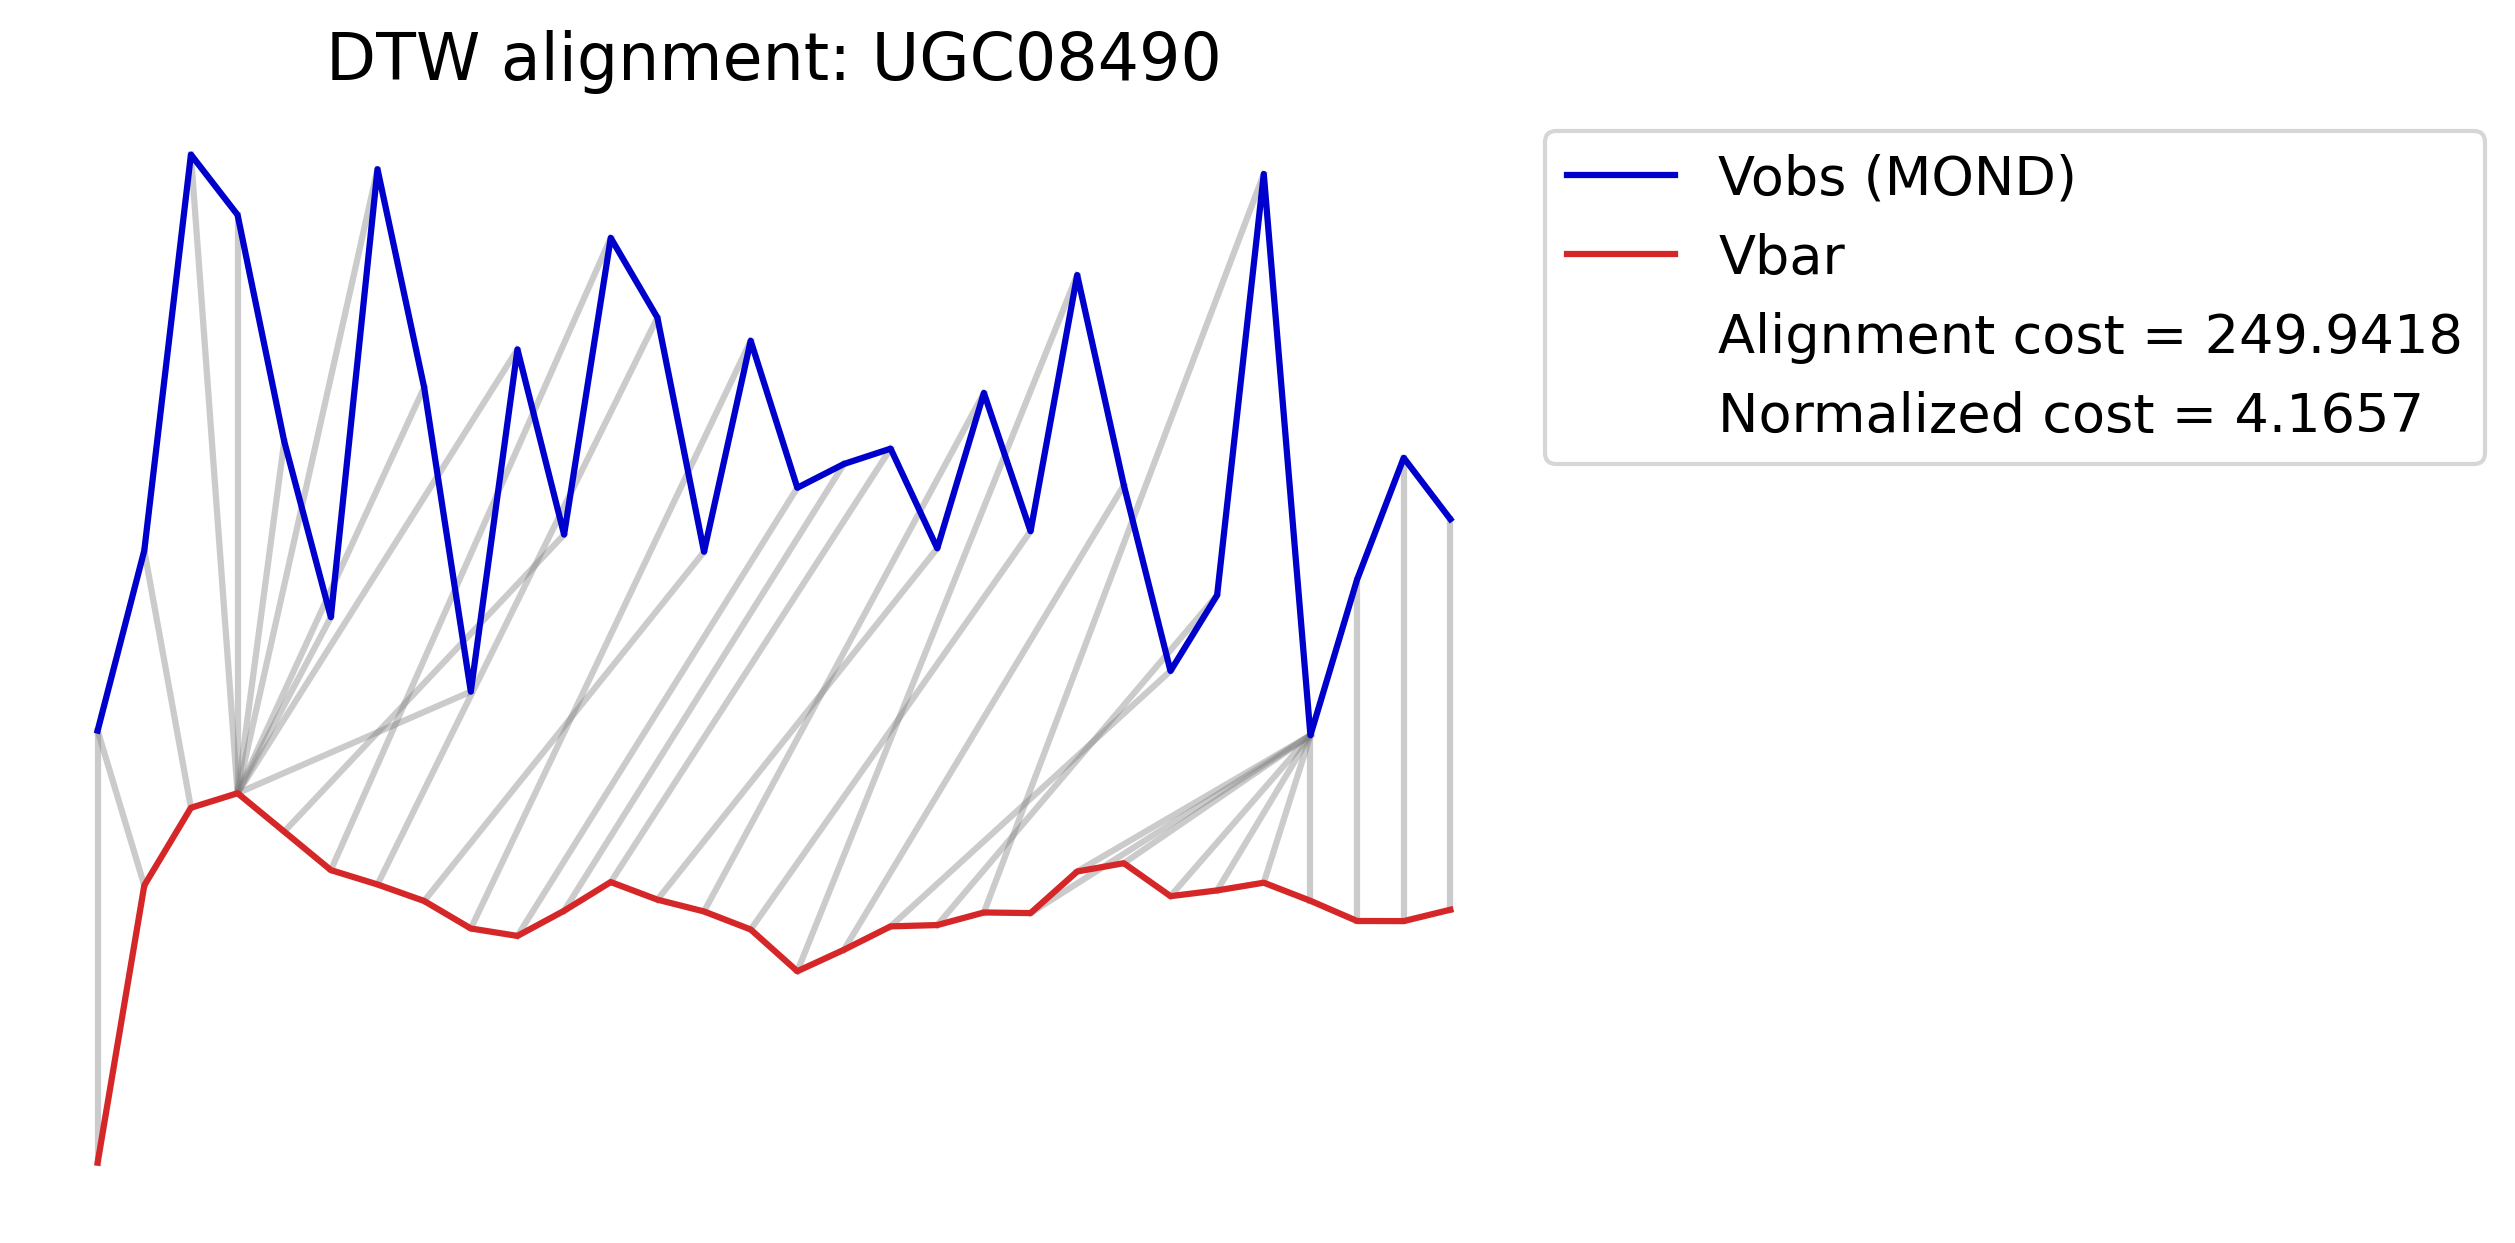 DTW alignment: UGC08490
Vobs (MOND)
Vbar
Alignment cost = 249.9418
Normalized cost = 4.1657